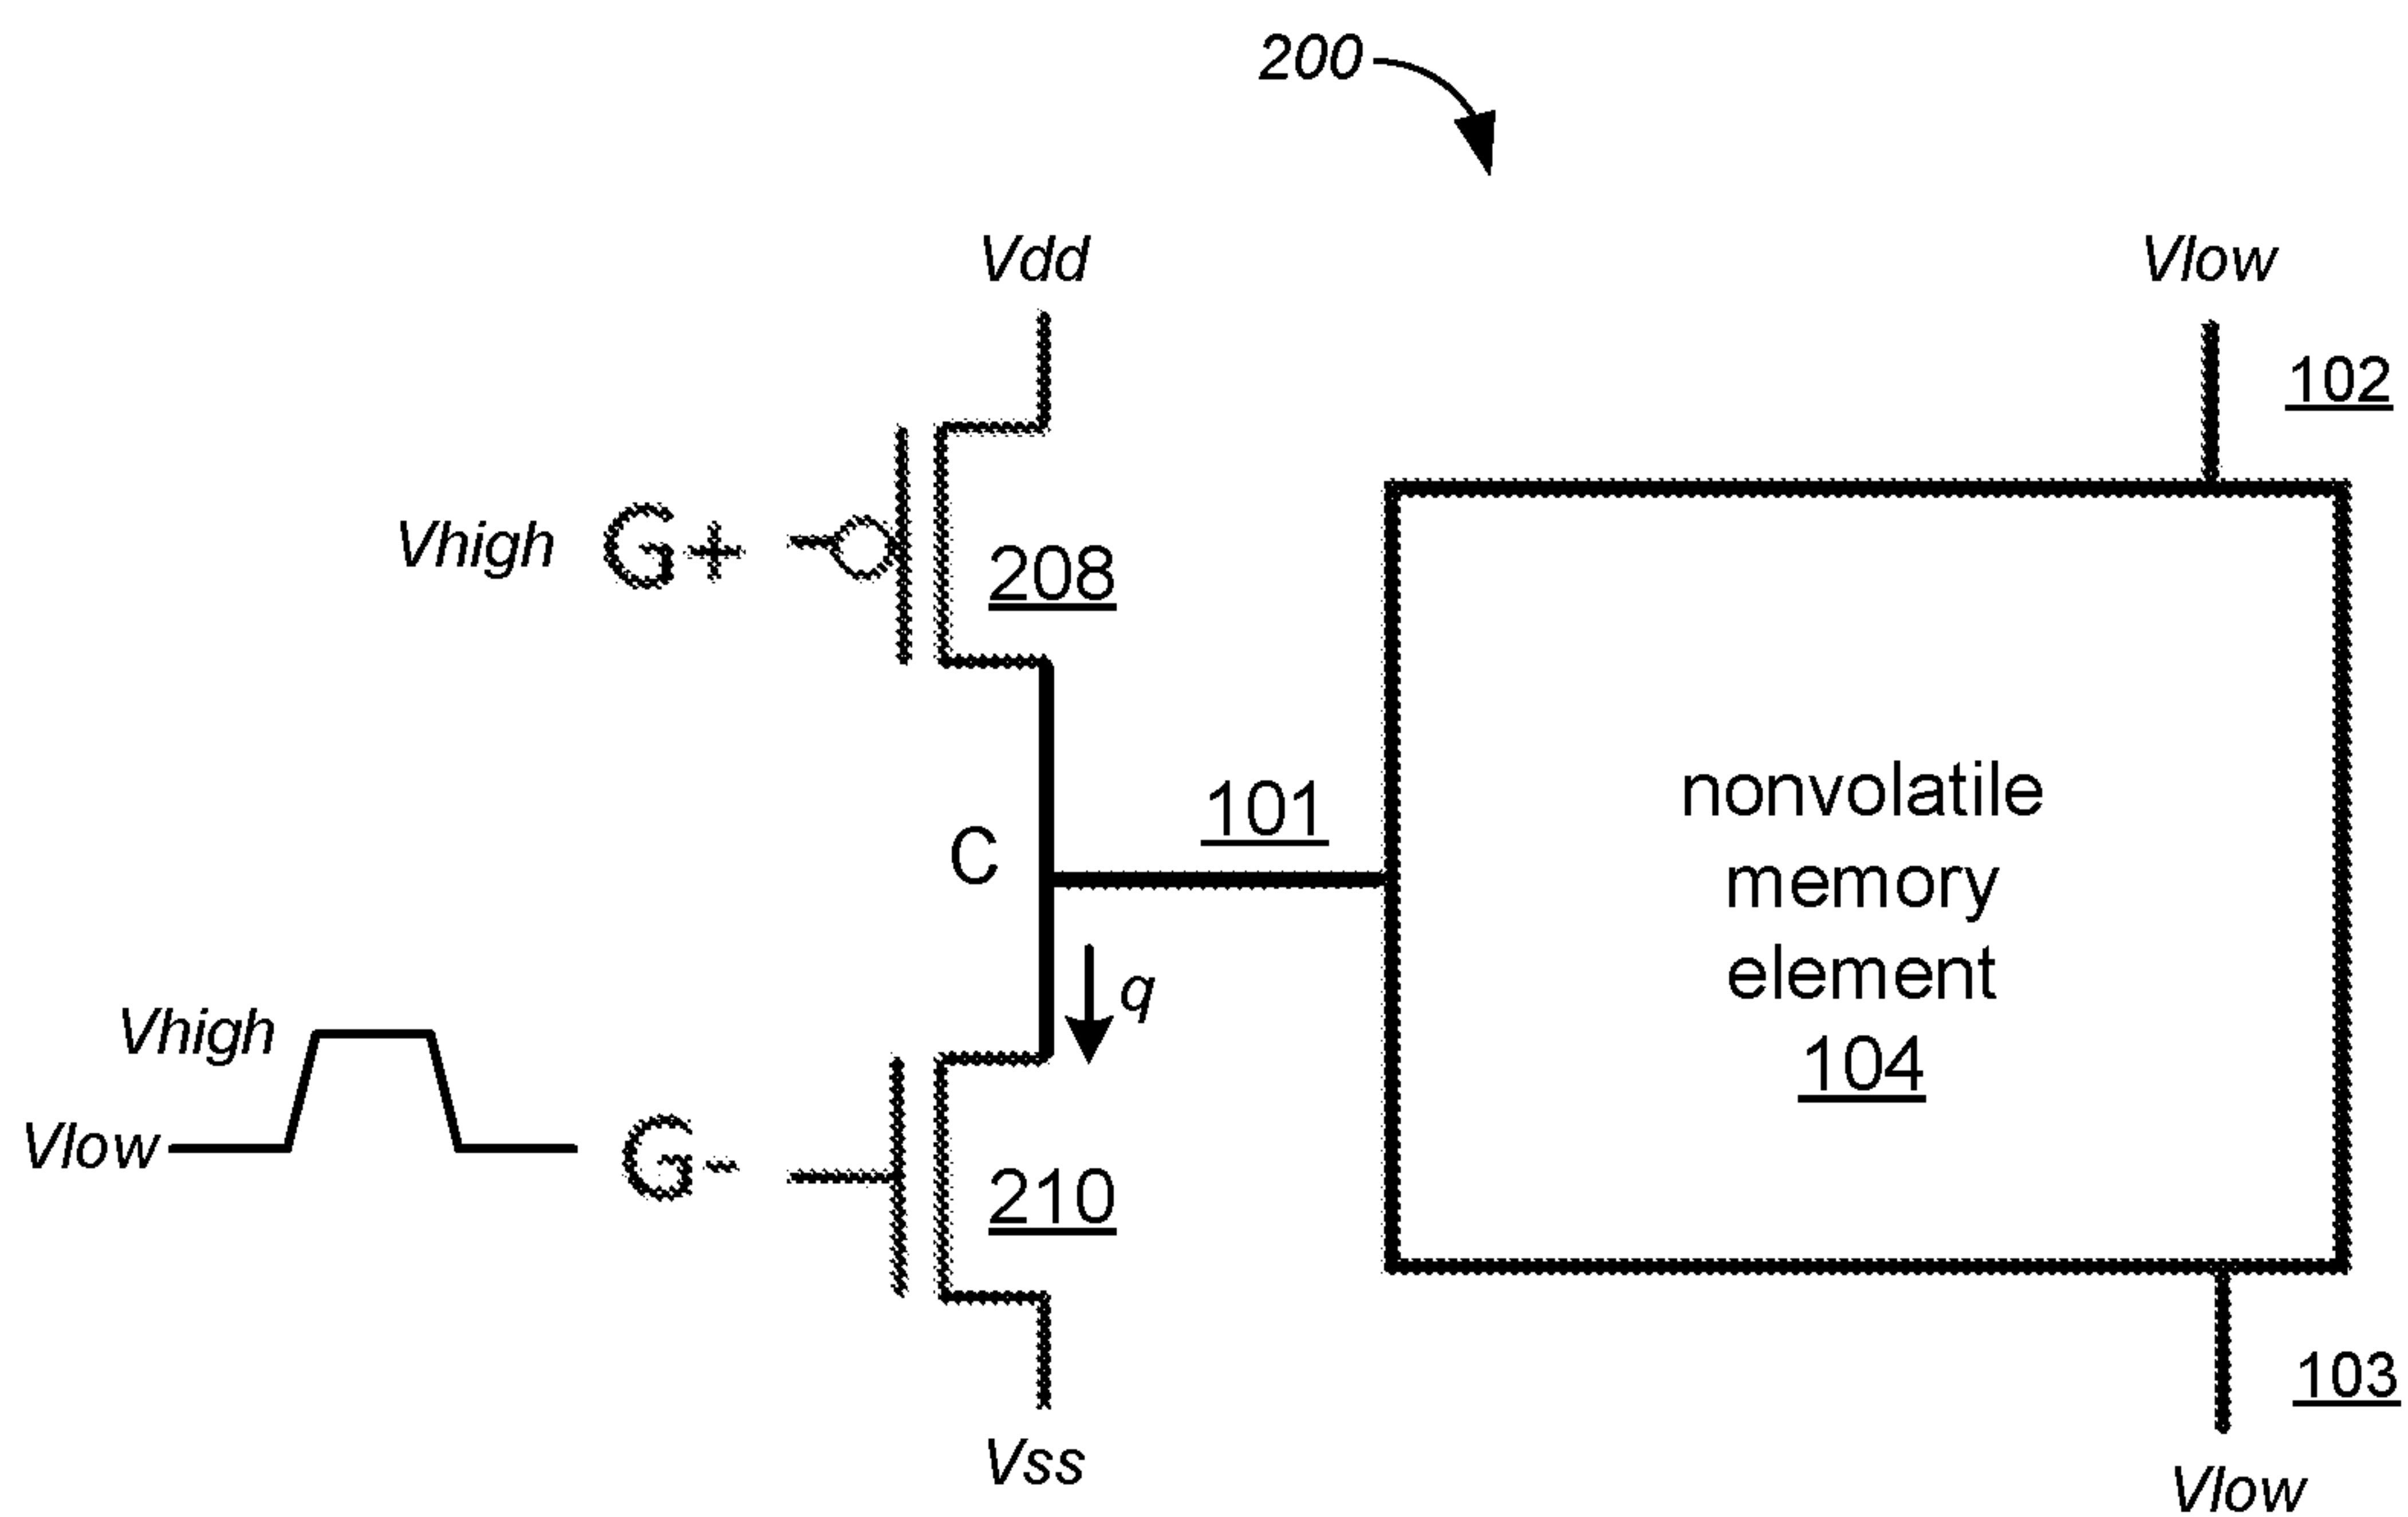 200
Vdd
Vlow
102
Vhigh G+
208
101
C
nonvolatile
memory
element
104
q
Vhigh
Vlow
G-
210
Vss
103
Vlow